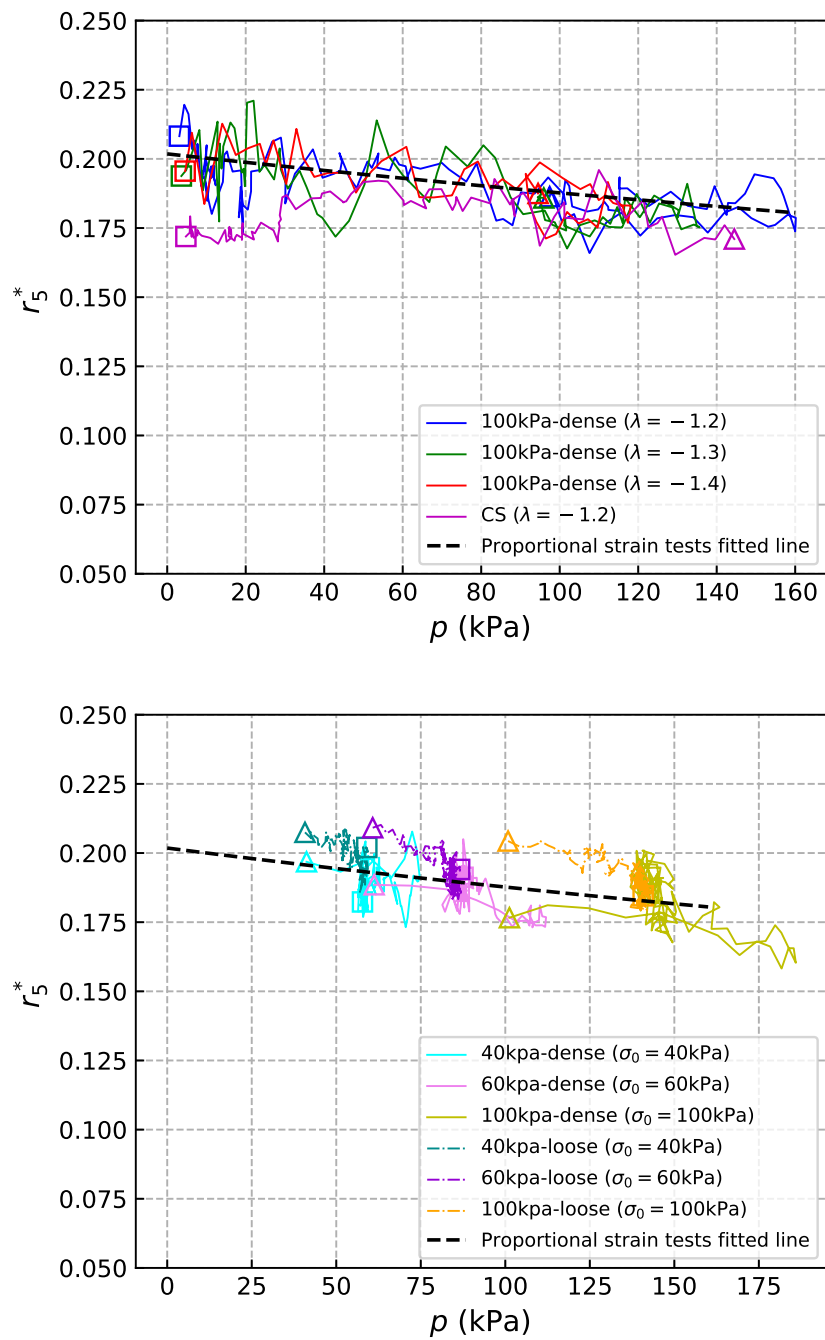 0.250
0.225
0.200
0.175
0.150
0.125
0.100
0.075
0.050
r₅*
100kPa-dense (λ = −1.2)
100kPa-dense (λ = −1.3)
100kPa-dense (λ = −1.4)
CS (λ = −1.2)
Proportional strain tests fitted line
0 20 40 60 80 100 120 140 160
p (kPa)
0.250
0.225
0.200
0.175
0.150
0.125
0.100
0.075
0.050
r₅*
40kpa-dense (σ₀ = 40kPa)
60kpa-dense (σ₀ = 60kPa)
100kpa-dense (σ₀ = 100kPa)
40kpa-loose (σ₀ = 40kPa)
60kpa-loose (σ₀ = 60kPa)
100kpa-loose (σ₀ = 100kPa)
Proportional strain tests fitted line
0 25 50 75 100 125 150 175
p (kPa)